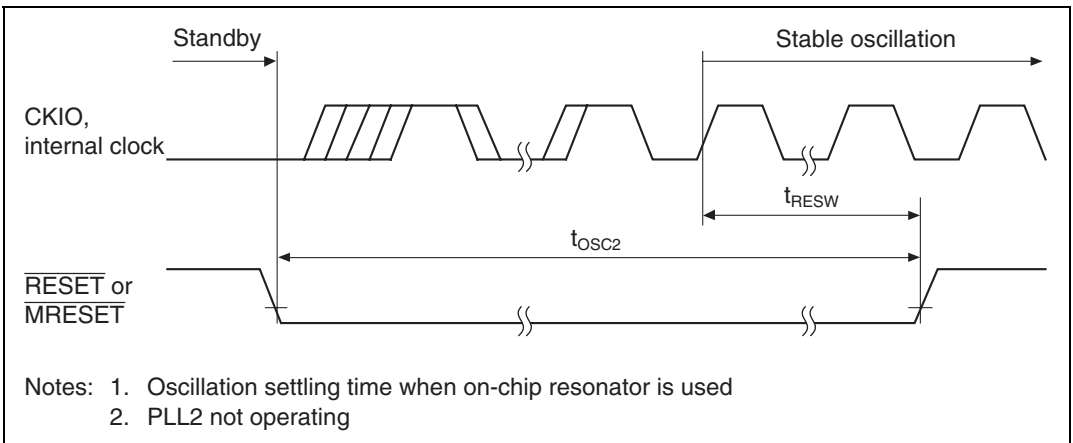 Standby
Stable oscillation
CKIO,
internal clock
tRESW
tOSC2
RESET or
MRESET
Notes: 1. Oscillation settling time when on-chip resonator is used
2. PLL2 not operating